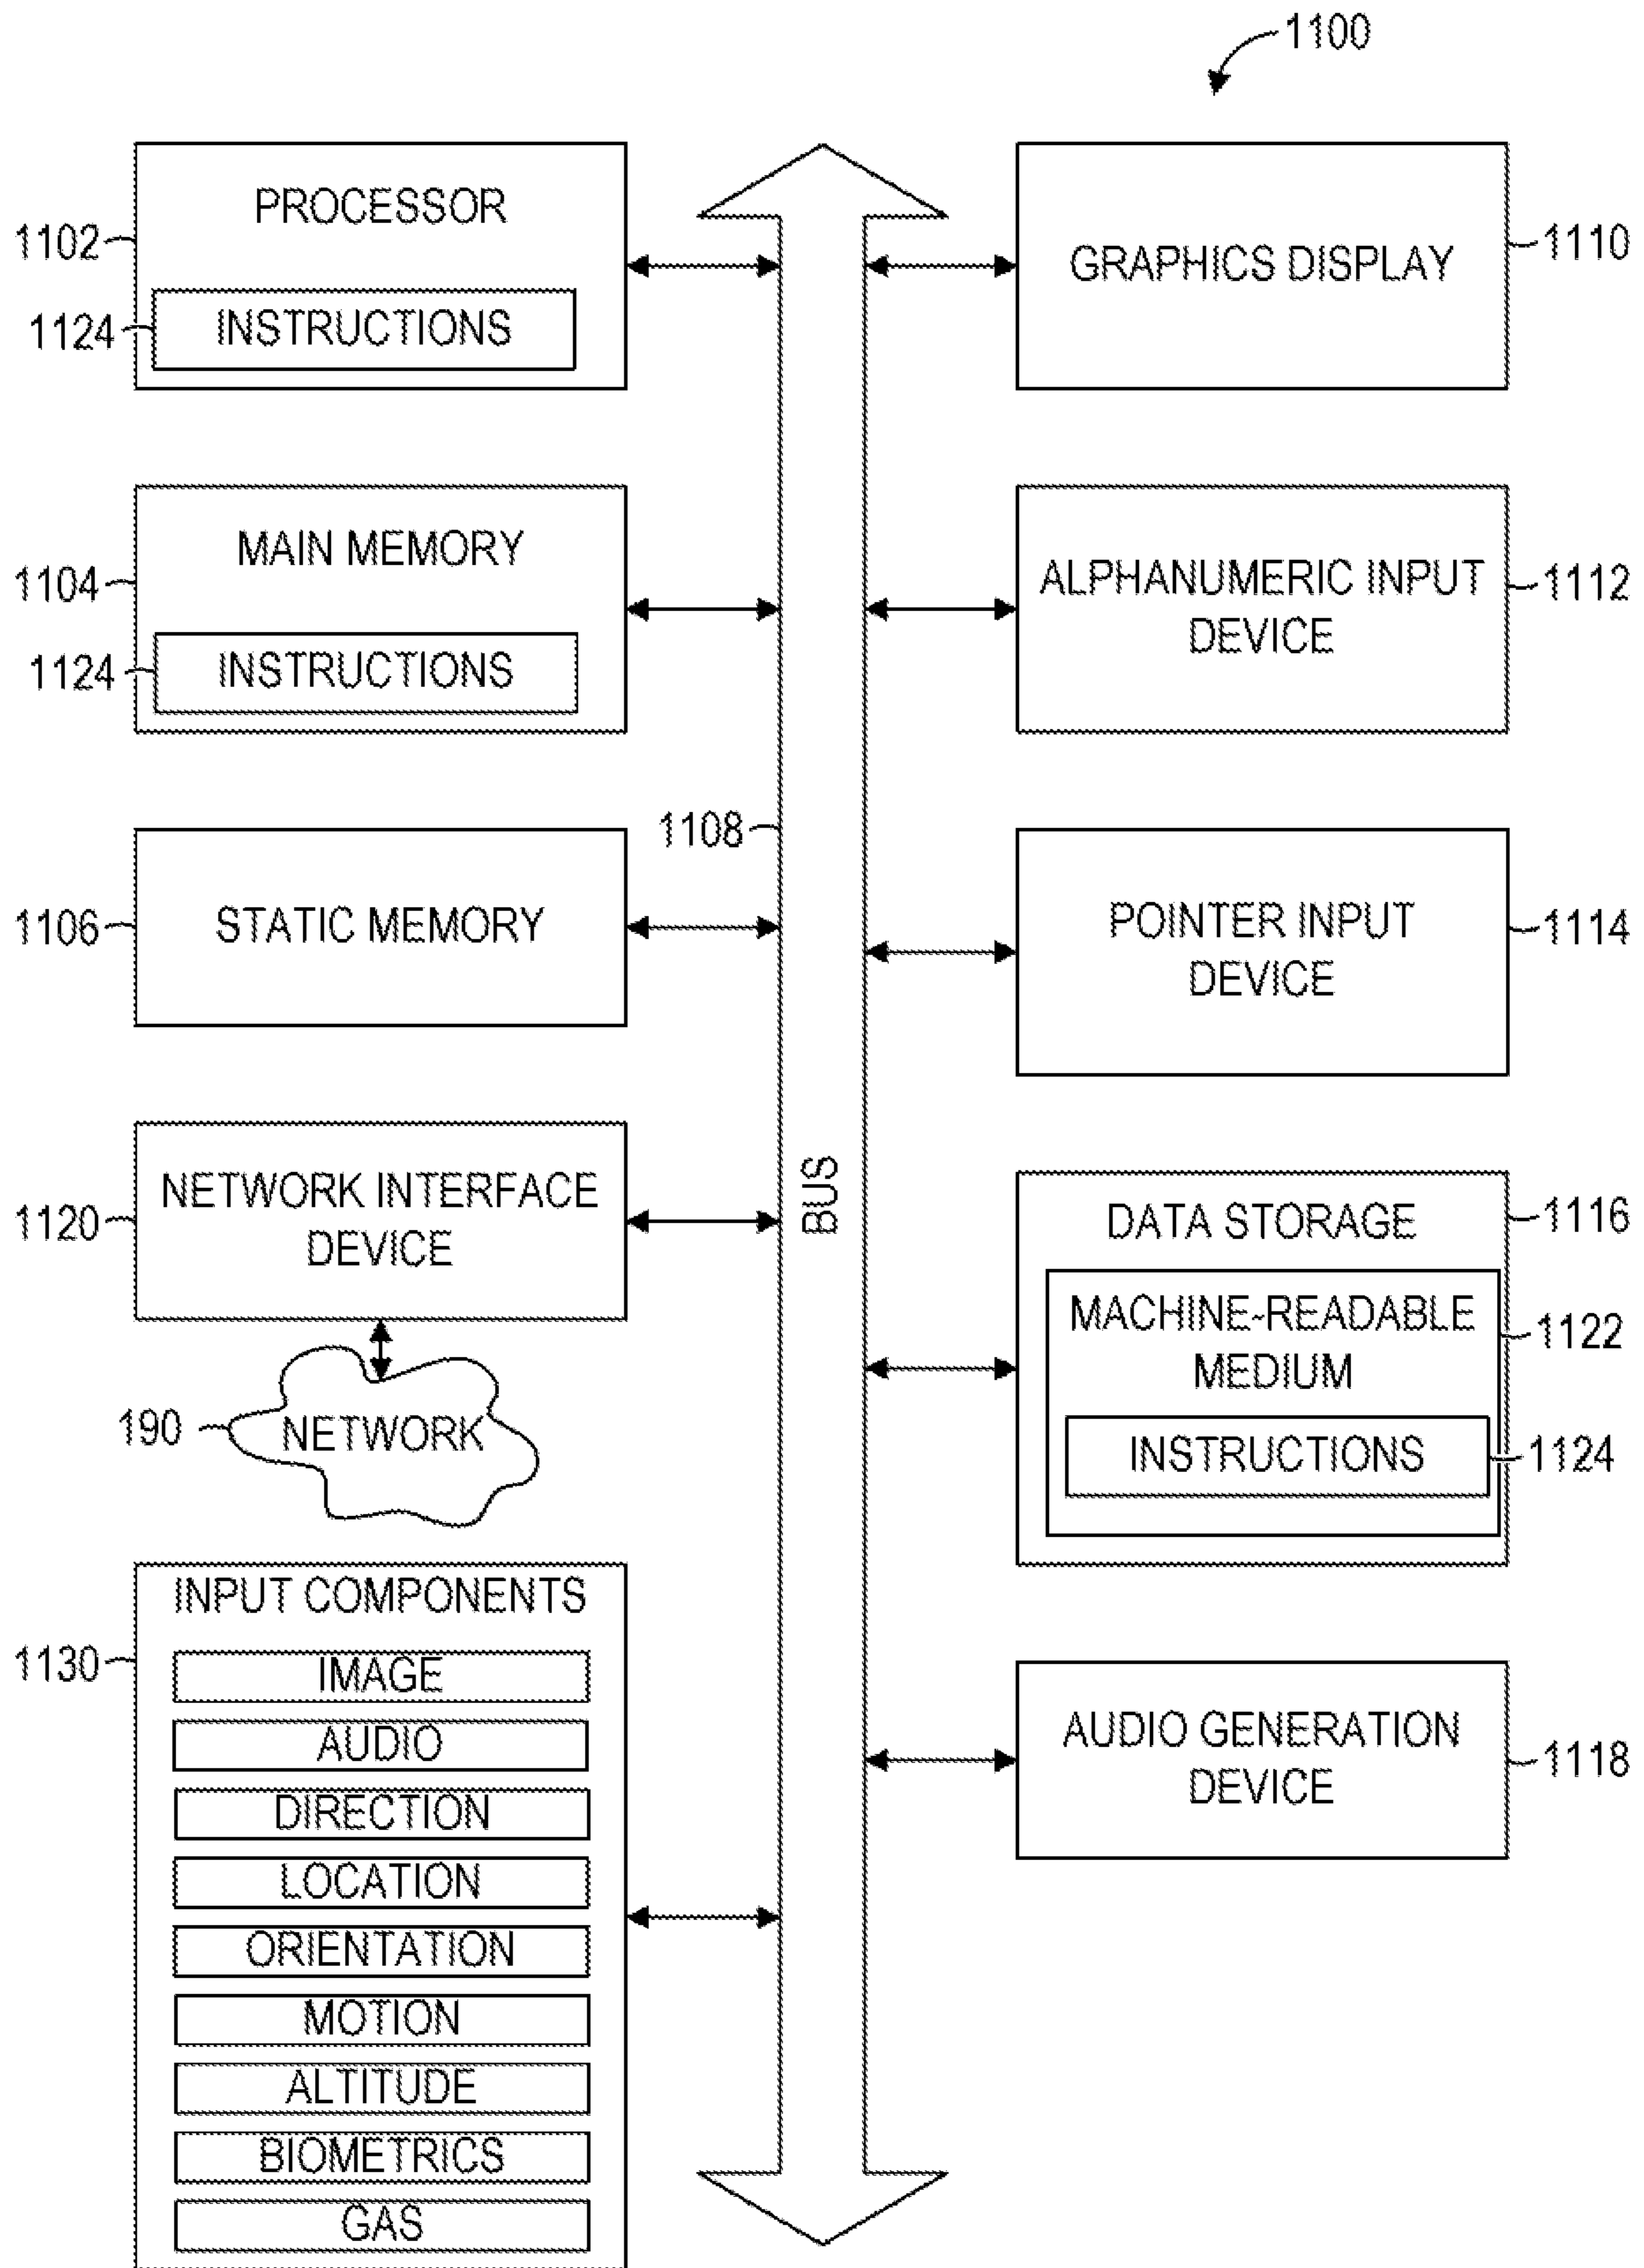 1100
PROCESSOR
1102
1124
INSTRUCTIONS
MAIN MEMORY
1104
1124
INSTRUCTIONS
1108
1106
STATIC MEMORY
NETWORK INTERFACE
DEVICE
1120
190
NETWORK
INPUT COMPONENTS
1130
IMAGE
AUDIO
DIRECTION
LOCATION
ORIENTATION
MOTION
ALTITUDE
BIOMETRICS
GAS
BUS
GRAPHICS DISPLAY
1110
ALPHANUMERIC INPUT
DEVICE
1112
POINTER INPUT
DEVICE
1114
DATA STORAGE
1116
MACHINE-READABLE
MEDIUM
1122
INSTRUCTIONS
1124
AUDIO GENERATION
DEVICE
1118